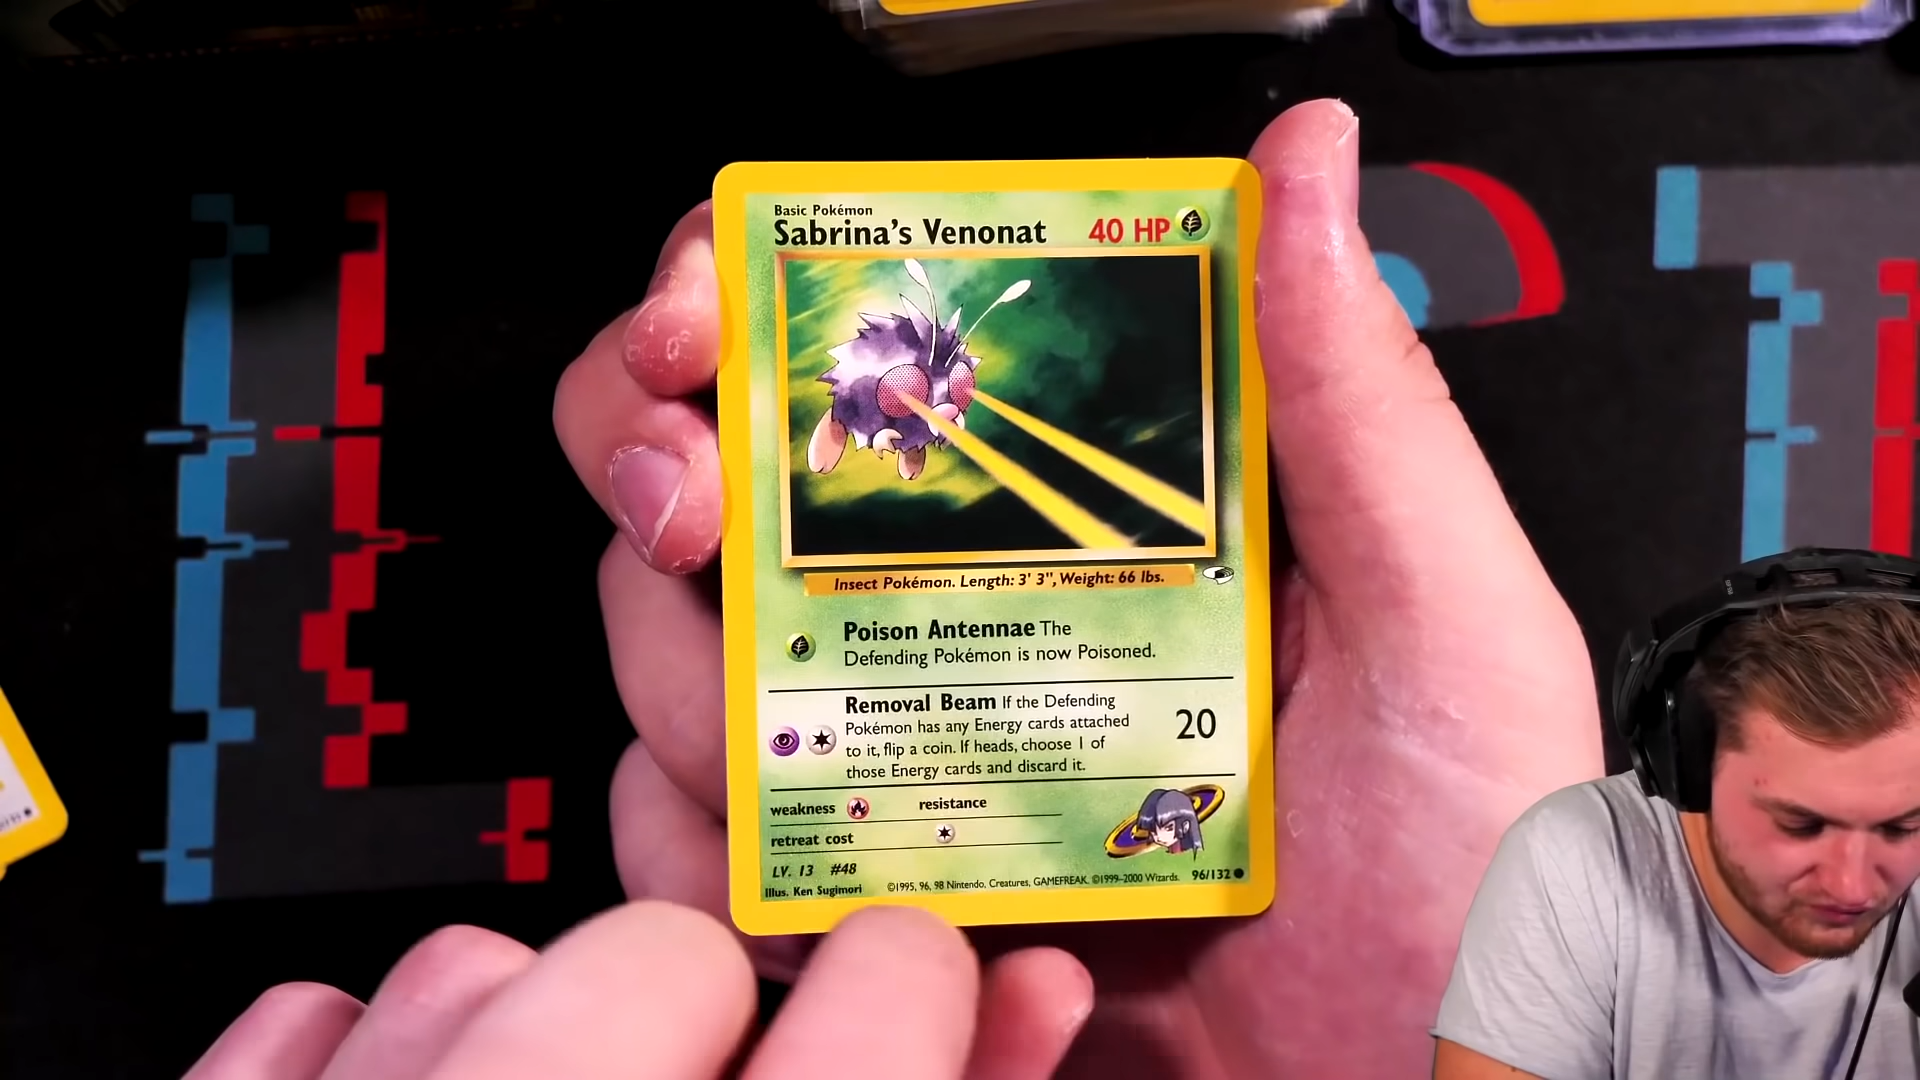 Basic Pokémon
Sabrina's Venonat 40 HP
Insect Pokémon. Length: 3' 3", Weight: 66 lbs.
Poison Antennae The
Defending Pokémon is now Poisoned.
Removal Beam If the Defending
Pokémon has any Energy cards attached
to it, flip a coin. If heads, choose 1 of
those Energy cards and discard it.
20
weakness resistance
retreat cost
LV. 13 #48
Illus. Ken Sugimori ©1995, 96, 98 Nintendo, Creatures, GAMEFREAK. ©1999-2000 Wizards. 96/132